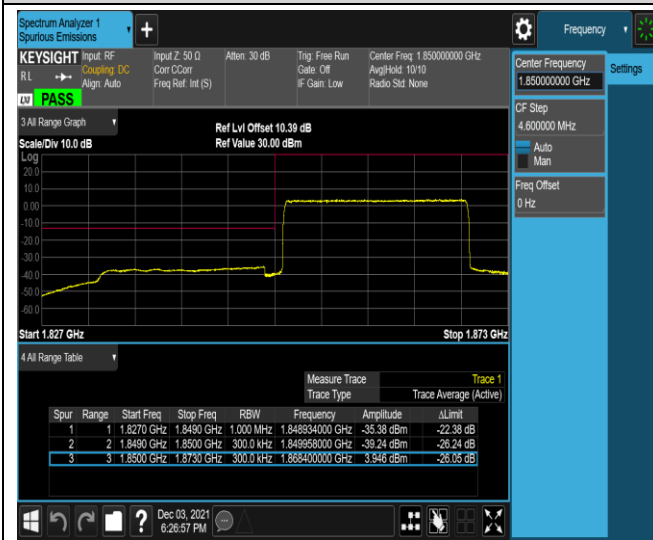 Spectrum Analyzer 1
Spurious Emissions
Frequency
KEYSIGHT Input: RF Input Z: 50 Ω Atten: 30 dB Trig: Free Run Center Freq: 1.850000000 GHz
R L Coupling: DC Corr CCorr Gate: Off Avg|Hold: 10/10
Align: Auto Freq Ref: Int (S) IF Gain: Low Radio Std: None
LXI PASS
Center Frequency
1.85000000 GHz
Settings
CF Step
4.600000 MHz
Auto
Man
Freq Offset
0 Hz
3 All Range Graph
Ref Lvl Offset 10.39 dB
Scale/Div 10.0 dB Ref Value 30.00 dBm
Log
20.0
10.0
0.00
-10.0
-20.0
-30.0
-40.0
-50.0
-60.0
Start 1.827 GHz Stop 1.873 GHz
4 All Range Table
Measure Trace Trace 1
Trace Type Trace Average (Active)
Spur Range Start Freq Stop Freq RBW Frequency Amplitude ΔLimit
1 1 1.8270 GHz 1.8490 GHz 1.000 MHz 1.848934000 GHz -35.38 dBm -22.38 dB
2 2 1.8490 GHz 1.8500 GHz 300.0 kHz 1.849958000 GHz -39.24 dBm -26.24 dB
3 3 1.8500 GHz 1.8730 GHz 300.0 kHz 1.868400000 GHz 3.946 dBm -26.05 dB
? Dec 03, 2021
6:26:57 PM